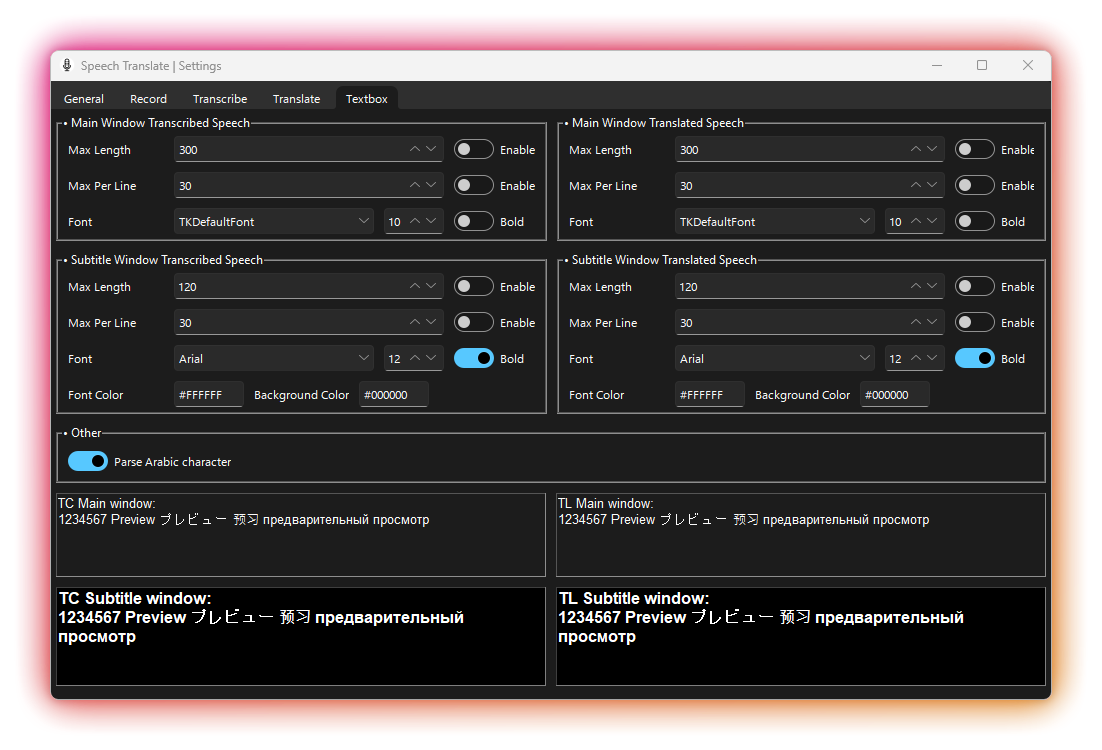 Speech Translate | Settings
General Record Transcribe Translate Textbox
• Main Window Transcribed Speech
Max Length 300 Enable
Max Per Line 30 Enable
Font TKDefaultFont 10 Bold
• Main Window Translated Speech
Max Length 300 Enable
Max Per Line 30 Enable
Font TKDefaultFont 10 Bold
• Subtitle Window Transcribed Speech
Max Length 120 Enable
Max Per Line 30 Enable
Font Arial 12 Bold
Font Color #FFFFFF Background Color #000000
• Subtitle Window Translated Speech
Max Length 120 Enable
Max Per Line 30 Enable
Font Arial 12 Bold
Font Color #FFFFFF Background Color #000000
• Other
Parse Arabic character
TC Main window:
1234567 Preview プレビュー 预习 предварительный просмотр
TL Main window:
1234567 Preview プレビュー 预习 предварительный просмотр
TC Subtitle window:
1234567 Preview プレビュー 预习 предварительный
просмотр
TL Subtitle window:
1234567 Preview プレビュー 预习 предварительный
просмотр